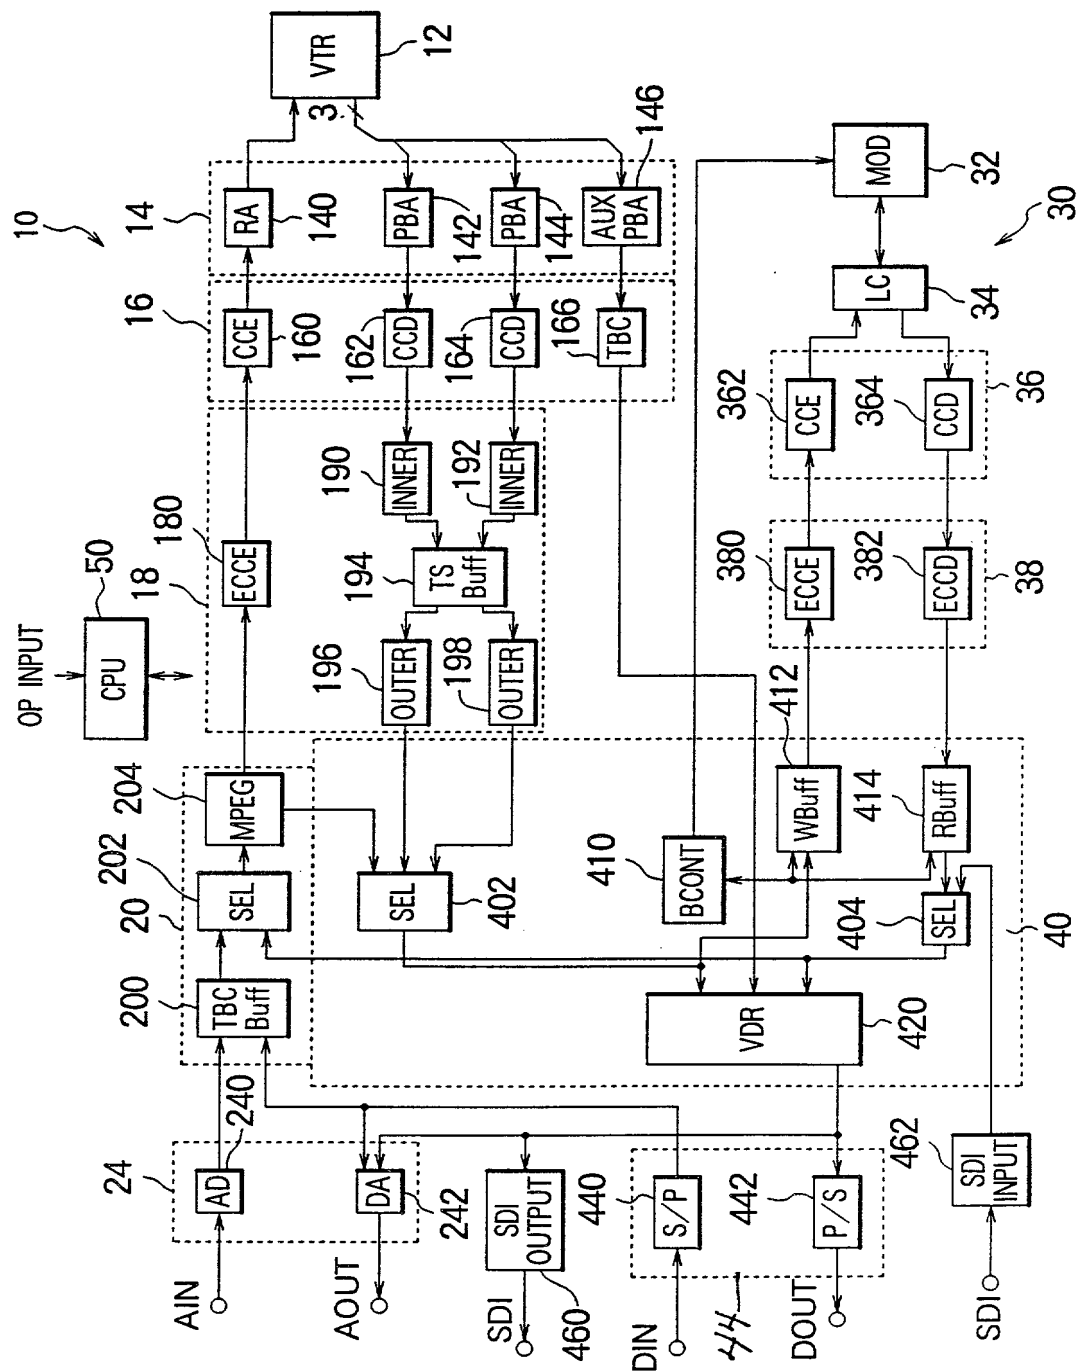 10
VTR
12
3
14
RA
140
PBA
142
PBA
144
AUX PBA
146
16
CCE
160
162
CCD
164
CCD
166
TBC
MOD
32
30
LC
34
362
CCE
364
CCD
36
18
180
ECCE
190
INNER
192
INNER
194
TS Buff
196
OUTER
198
OUTER
OP INPUT
CPU
50
380
ECCE
382
ECCD
38
20
200
TBC Buff
202
SEL
204
MPEG
SEL
402
410
BCONT
412
WBuff
414
RBuff
404
SEL
40
VDR
420
24
AD
240
DA
242
AIN
AOUT
SDI OUTPUT
460
SDI
440
S/P
442
P/S
DIN
44
DOUT
462
SDI INPUT
SDI